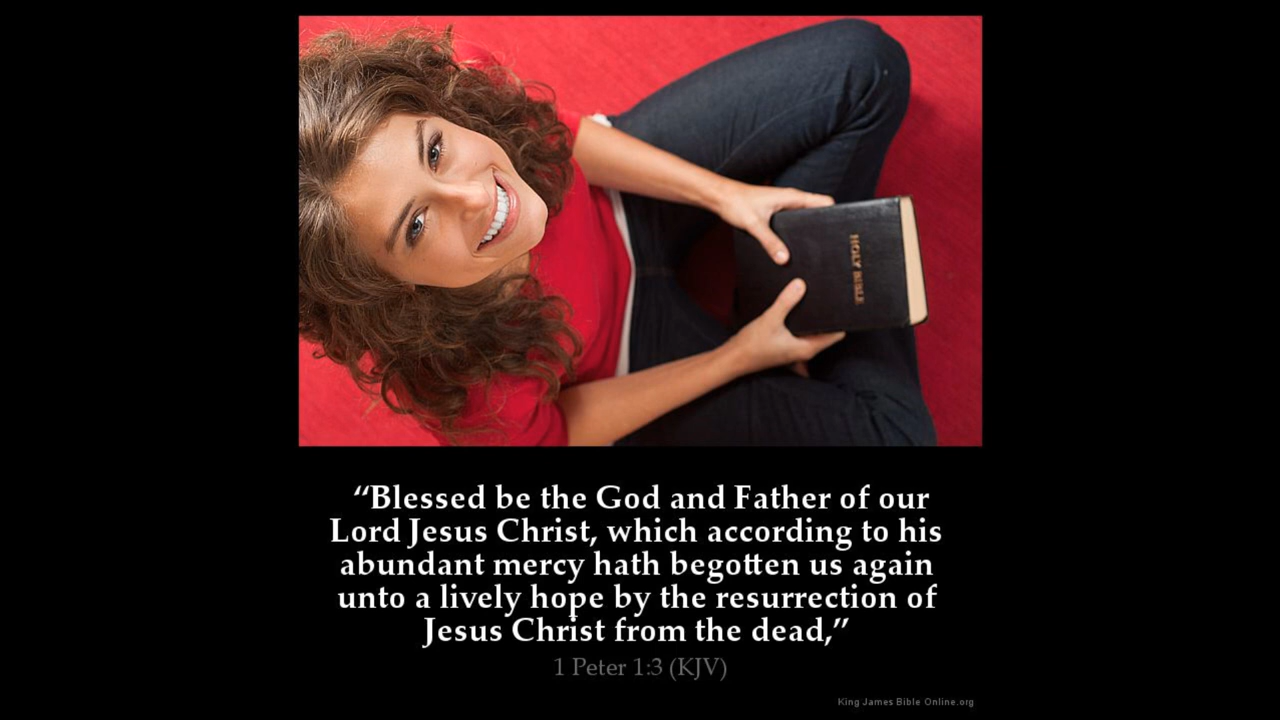 HOLY BIBLE
“Blessed be the God and Father of our
Lord Jesus Christ, which according to his
abundant mercy hath begotten us again
unto a lively hope by the resurrection of
Jesus Christ from the dead,”
1 Peter 1:3 (KJV)
King James Bible Online.org